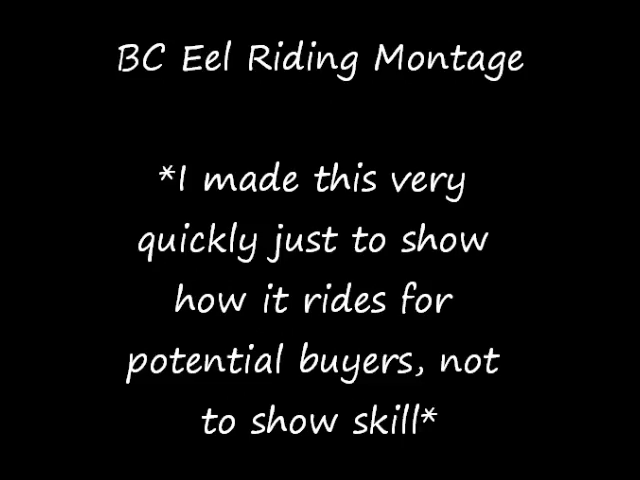 BC Eel Riding Montage
*I made this very
quickly just to show
how it rides for
potential buyers, not
to show skill*